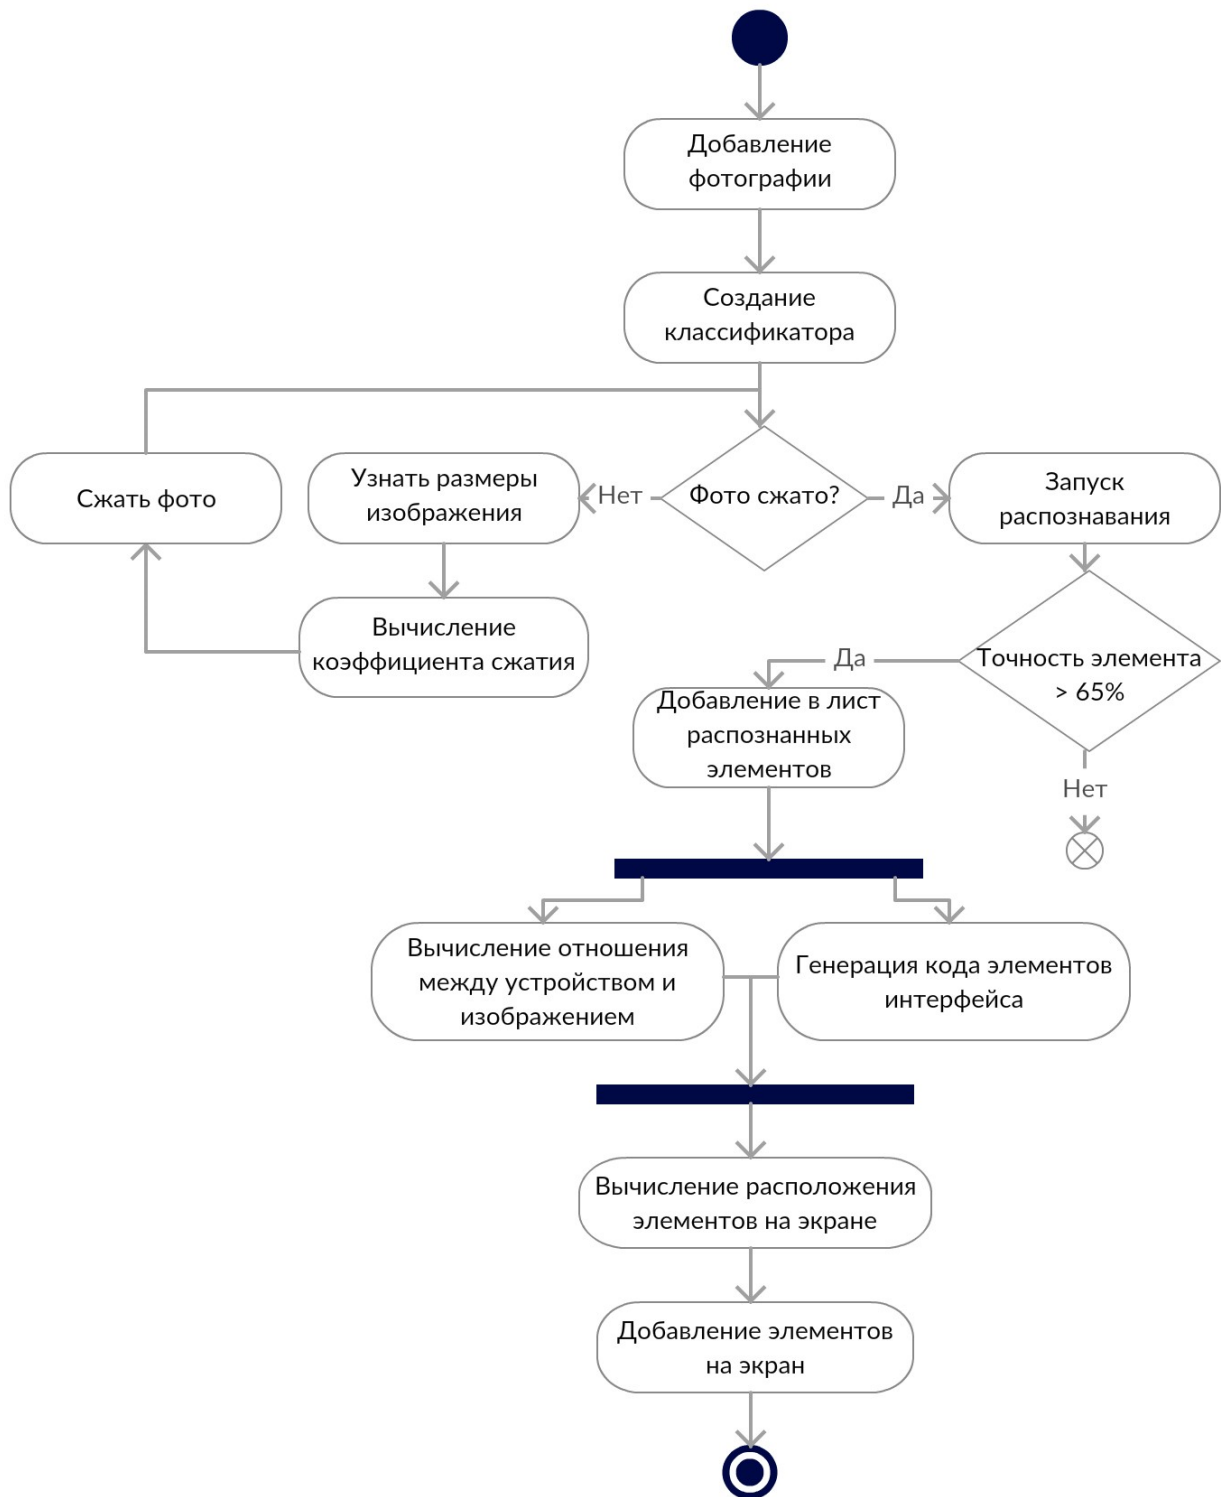 Добавление
фотографии
Создание
классификатора
Сжать фото
Узнать размеры
изображения
Нет
Фото сжато?
Да
Запуск
распознавания
Вычисление
коэффициента сжатия
Да
Точность элемента
> 65%
Добавление в лист
распознанных
элементов
Нет
Вычисление отношения
между устройством и
изображением
Генерация кода элементов
интерфейса
Вычисление расположения
элементов на экране
Добавление элементов
на экран